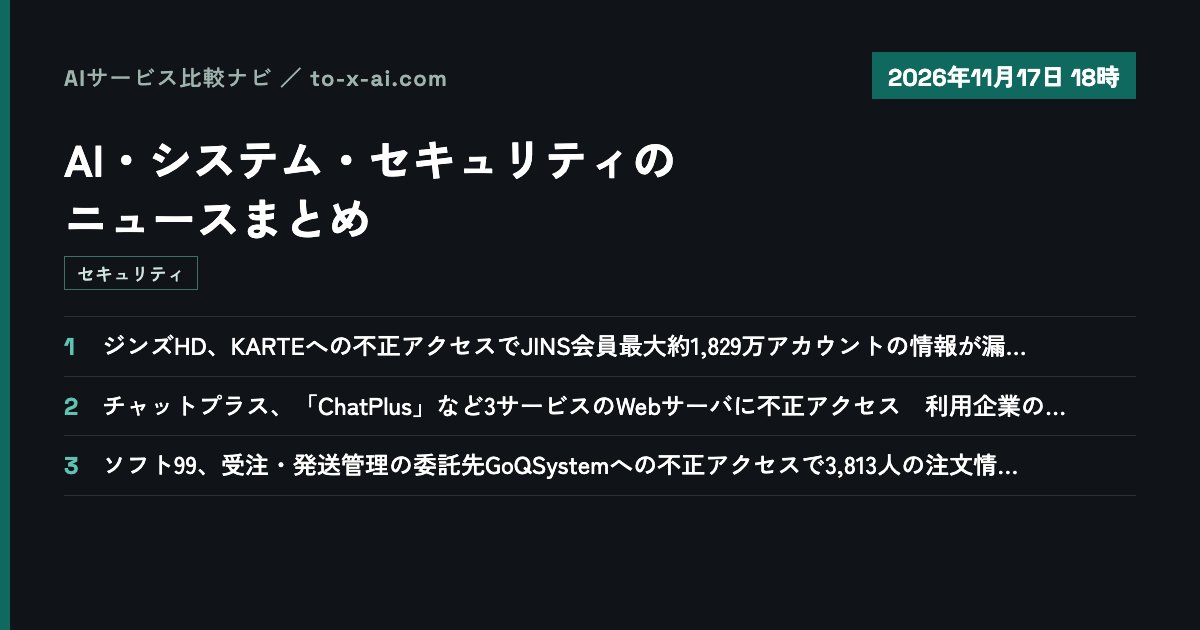 AIサービス比較ナビ ／ to-x-ai.com
2026年11月17日 18時
AI・システム・セキュリティの
ニュースまとめ
セキュリティ
1 ジンズHD、KARTEへの不正アクセスでJINS会員最大約1,829万アカウントの情報が漏…
2 チャットプラス、「ChatPlus」など3サービスのWebサーバに不正アクセス　利用企業の…
3 ソフト99、受注・発送管理の委託先GoQSystemへの不正アクセスで3,813人の注文情…